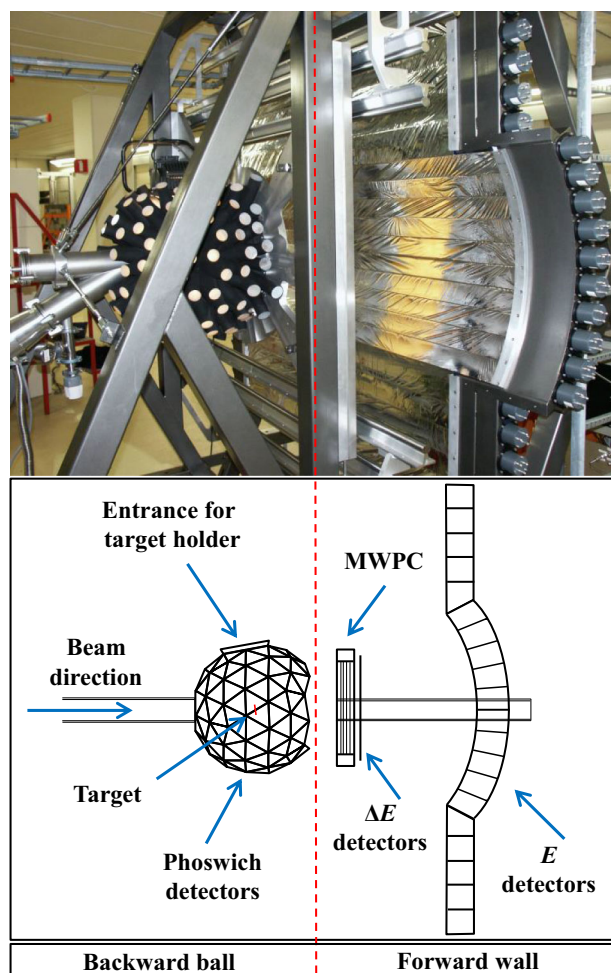 Entrance for
target holder
MWPC
Beam
direction
Target
ΔE
detectors
E
detectors
Phoswich
detectors
Backward ball
Forward wall